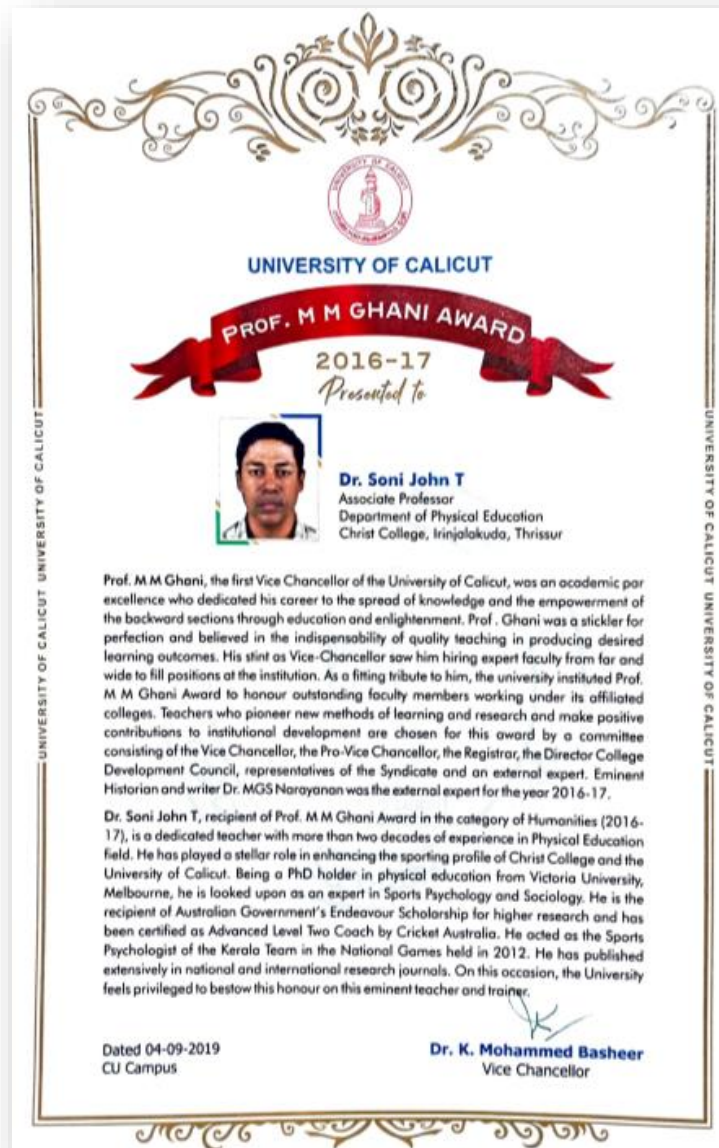 UNIVERSITY OF CALICUT
UNIVERSITY OF CALICUT
PROF. M M GHANI AWARD
2016-17
Presented to
Dr. Soni John T
Associate Professor
Department of Physical Education
Christ College, Irinjalakuda, Thrissur
Prof. M M Ghani, the first Vice Chancellor of the University of Calicut, was an academic par
excellence who dedicated his career to the spread of knowledge and the empowerment of
the backward sections through education and enlightenment. Prof . Ghani was a stickler for
perfection and believed in the indispensability of quality teaching in producing desired
learning outcomes. His stint as Vice-Chancellor saw him hiring expert faculty from far and
wide to fill positions at the institution. As a fitting tribute to him, the university instituted Prof.
M M Ghani Award to honour outstanding faculty members working under its affiliated
colleges. Teachers who pioneer new methods of learning and research and make positive
contributions to institutional development are chosen for this award by a committee
consisting of the Vice Chancellor, the Pro-Vice Chancellor, the Registrar, the Director College
Development Council, representatives of the Syndicate and an external expert. Eminent
Historian and writer Dr. MGS Narayanan was the external expert for the year 2016-17.
Dr. Soni John T, recipient of Prof. M M Ghani Award in the category of Humanities (2016-
17), is a dedicated teacher with more than two decades of experience in Physical Education
field. He has played a stellar role in enhancing the sporting profile of Christ College and the
University of Calicut. Being a PhD holder in physical education from Victoria University,
Melbourne, he is looked upon as an expert in Sports Psychology and Sociology. He is the
recipient of Australian Government's Endeavour Scholarship for higher research and has
been certified as Advanced Level Two Coach by Cricket Australia. He acted as the Sports
Psychologist of the Kerala Team in the National Games held in 2012. He has published
extensively in national and international research journals. On this occasion, the University
feels privileged to bestow this honour on this eminent teacher and trainer.
Dated 04-09-2019
CU Campus
Dr. K. Mohammed Basheer
Vice Chancellor
UNIVERSITY OF CALICUT UNIVERSITY OF CALICUT
UNIVERSITY OF CALICUT UNIVERSITY OF CALICUT